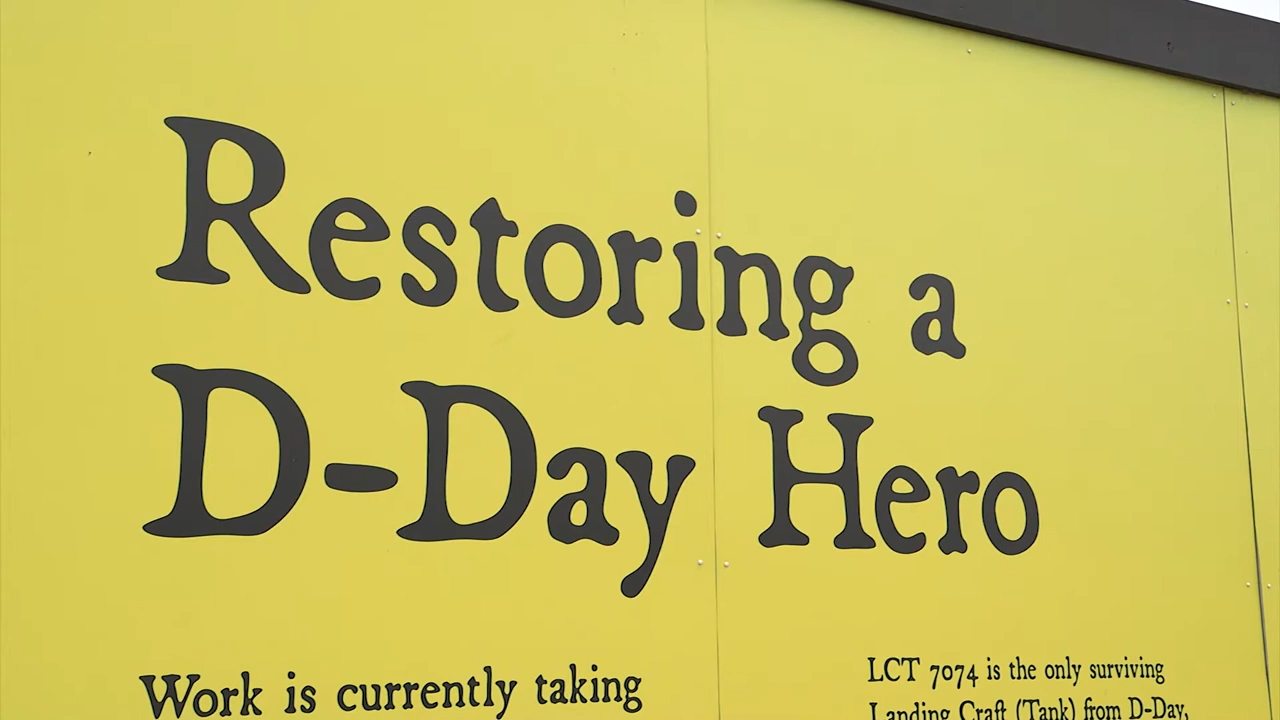 Restoring a
D-Day Hero
Work is currently taking
LCT 7074 is the only surviving
Landing Craft (Tank) from D-Day,